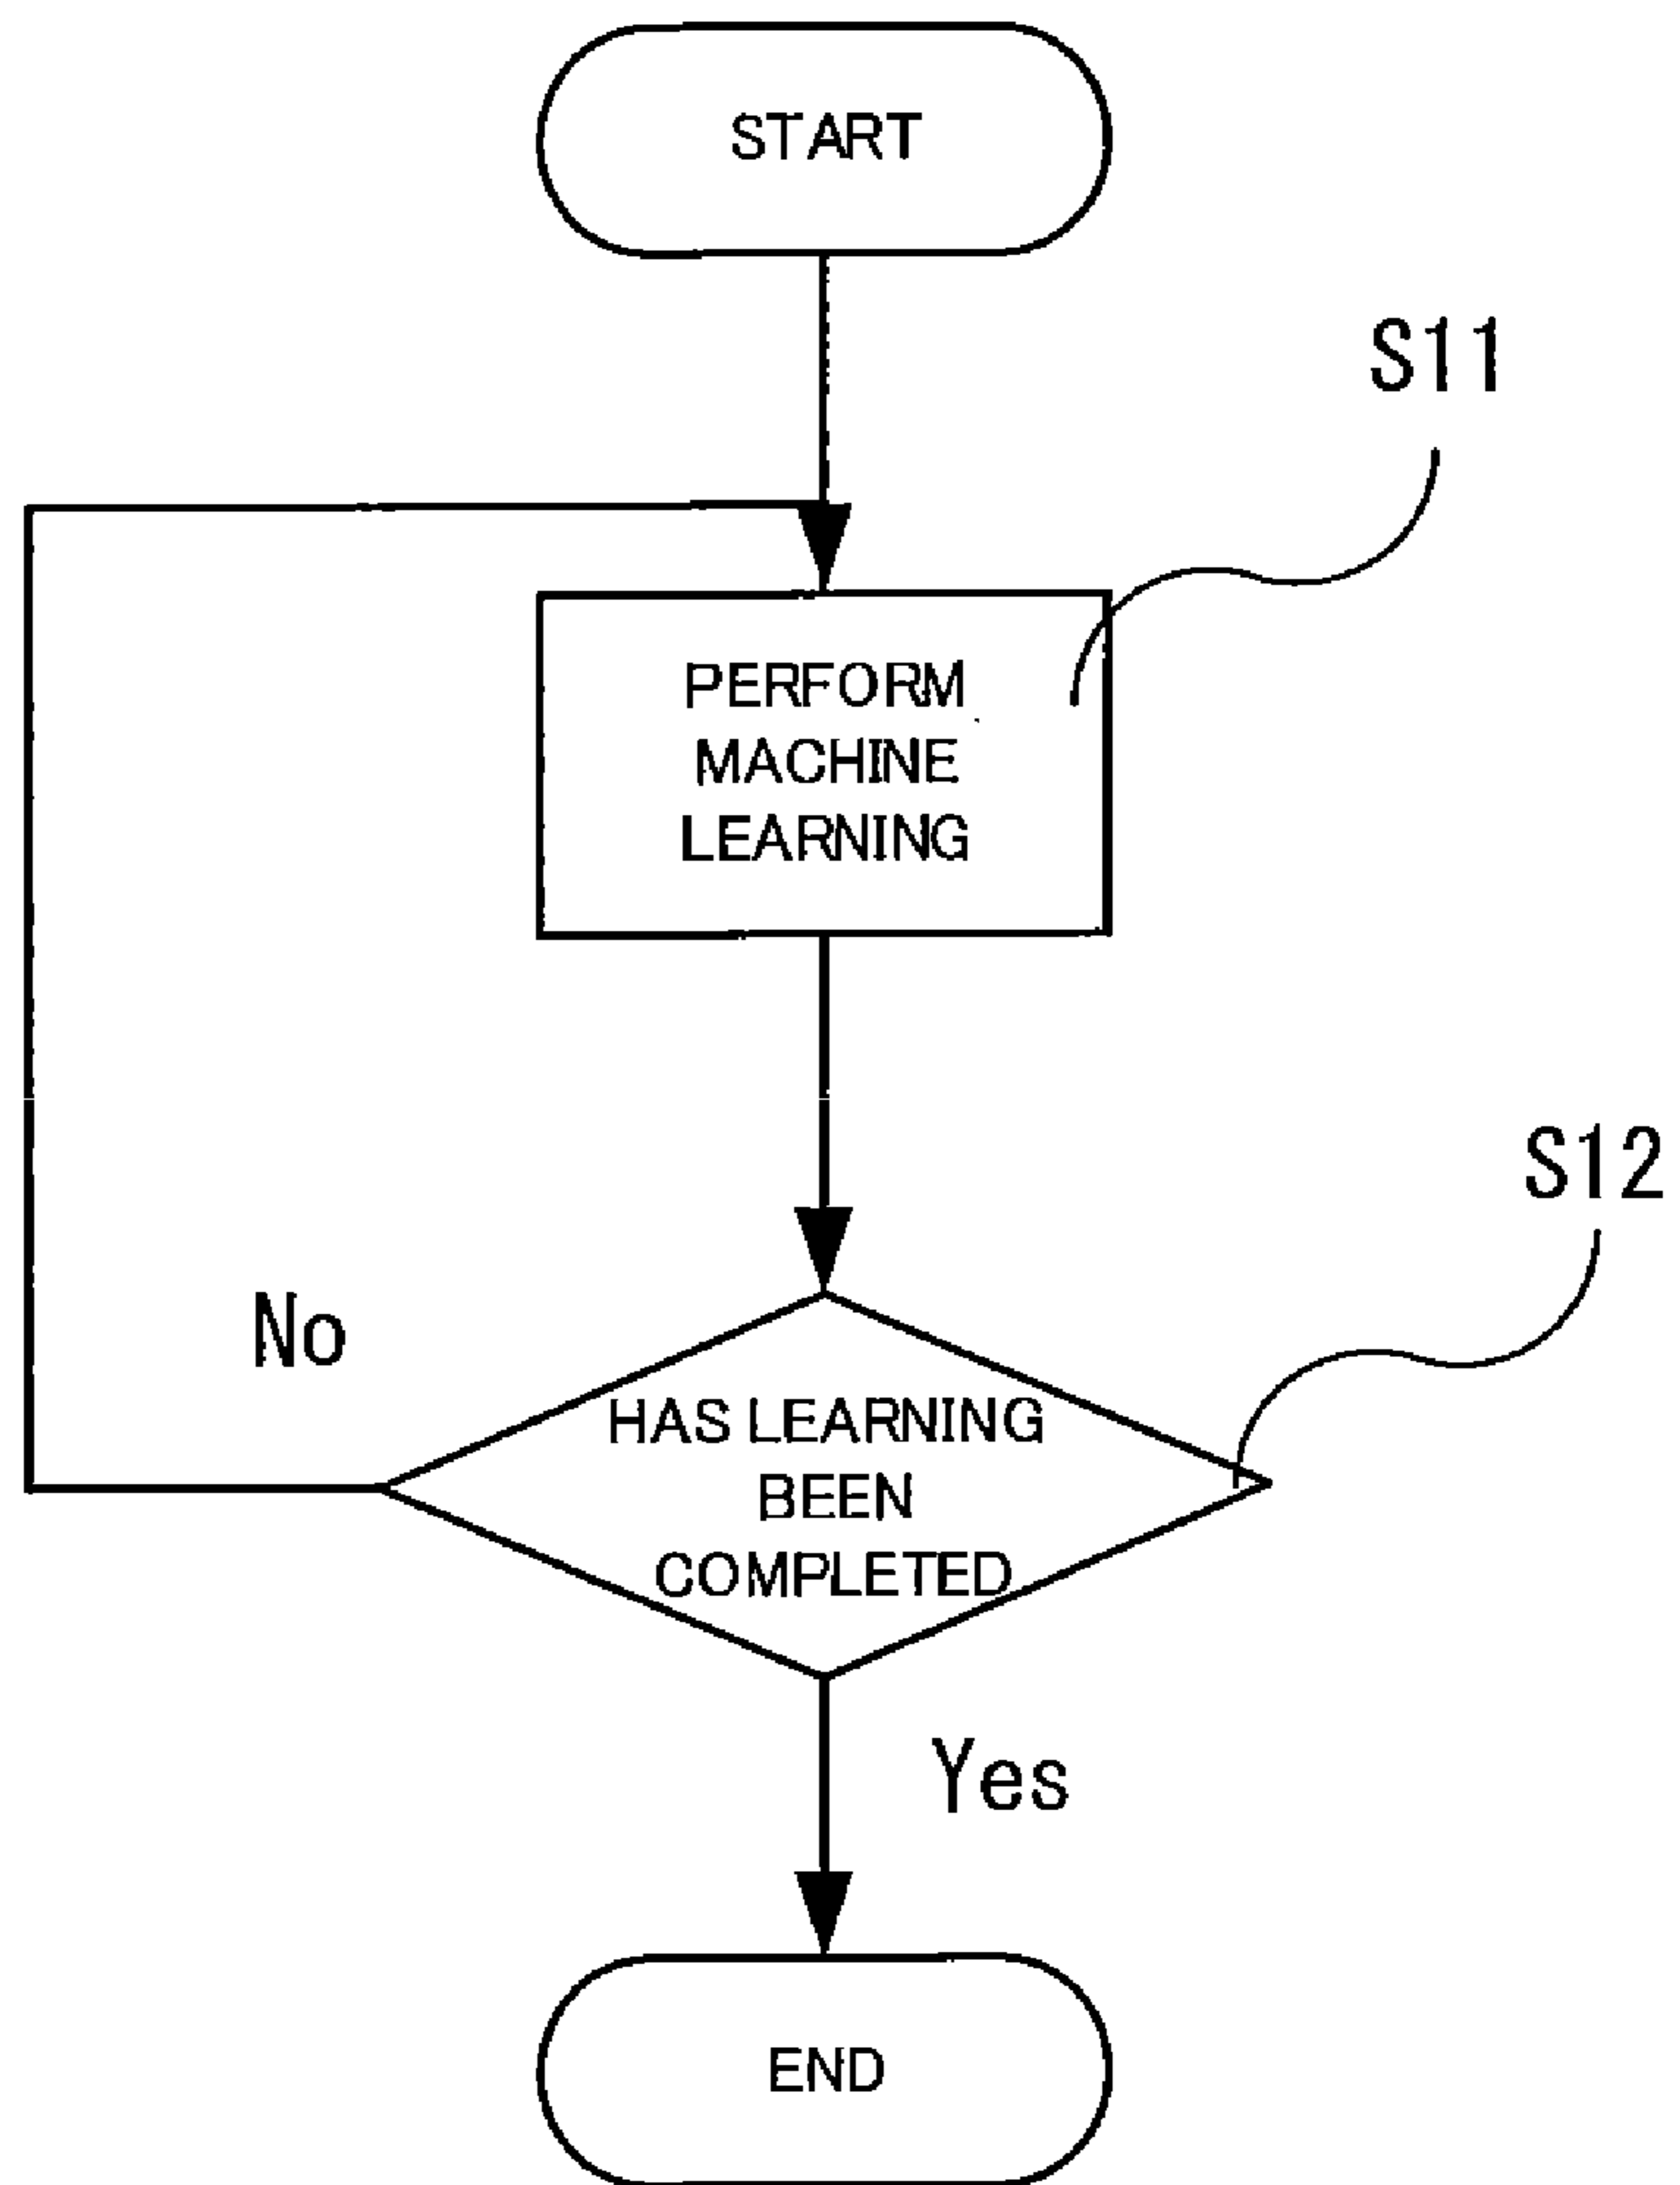 START
S11
PERFORM
MACHINE
LEARNING
S12
No
HAS LEARNING
BEEN
COMPLETED
Yes
END